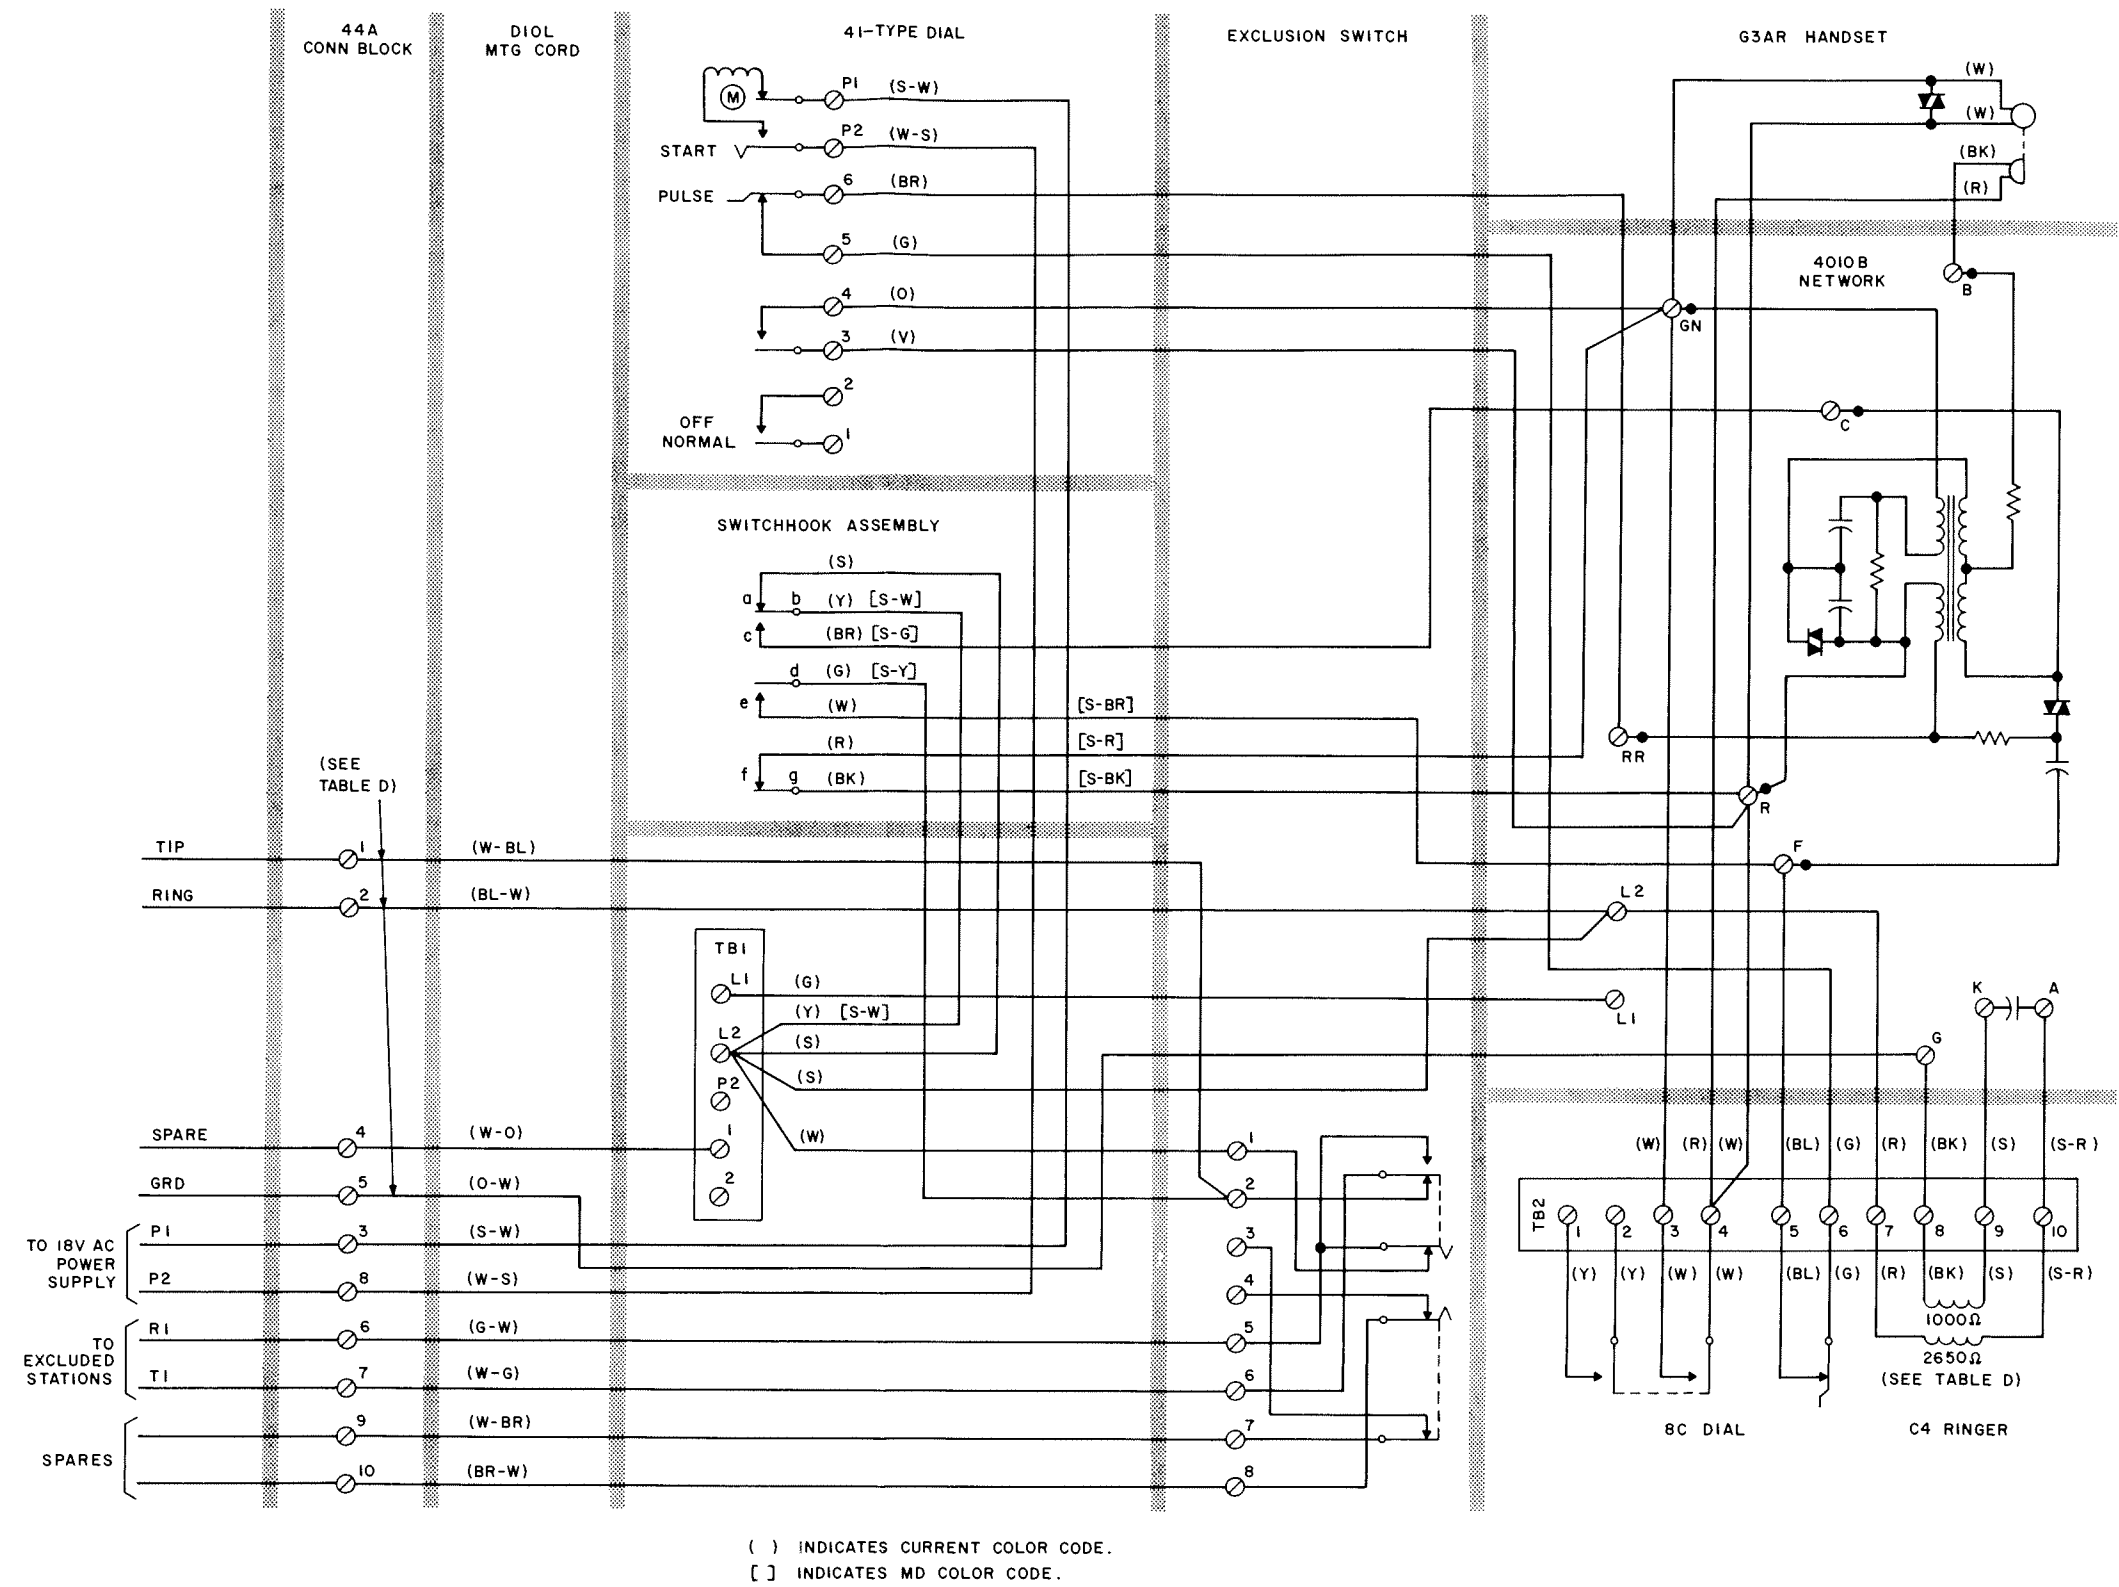 44A
CONN BLOCK
D10L
MTG CORD
41-TYPE DIAL
EXCLUSION SWITCH
G3AR HANDSET
M
P1 (S-W)
START
P2 (W-S)
PULSE
6 (BR)
5 (G)
4 (O)
3 (V)
2
OFF
NORMAL
1
(W)
(W)
(BK)
(R)
4010B
NETWORK
B
GN
C
SWITCHHOOK ASSEMBLY
(S)
a b (Y) [S-W]
c (BR) [S-G]
d (G) [S-Y]
e (W) [S-BR]
(R) [S-R]
f g (BK) [S-BK]
RR
R
F
L2
L1
K A
G
(SEE
TABLE D)
TIP 1 (W-BL)
RING 2 (BL-W)
TB1
L1 (G)
(Y) [S-W]
L2 (S)
(S)
P2
1 (W)
2
SPARE 4 (W-O)
GRD 5 (O-W)
P1 3 (S-W)
TO 18V AC
POWER
SUPPLY
P2 8 (W-S)
R1 6 (G-W)
TO
EXCLUDED
STATIONS
T1 7 (W-G)
9 (W-BR)
SPARES
10 (BR-W)
1
2
3
4
5
6
7
8
(W) (R) (W) (BL) (G) (R) (BK) (S) (S-R)
TB2
1 2 3 4 5 6 7 8 9 10
(Y) (Y) (W) (W) (BL) (G) (R) (BK) (S) (S-R)
1000Ω
2650Ω
(SEE TABLE D)
8C DIAL
C4 RINGER
( ) INDICATES CURRENT COLOR CODE.
[ ] INDICATES MD COLOR CODE.